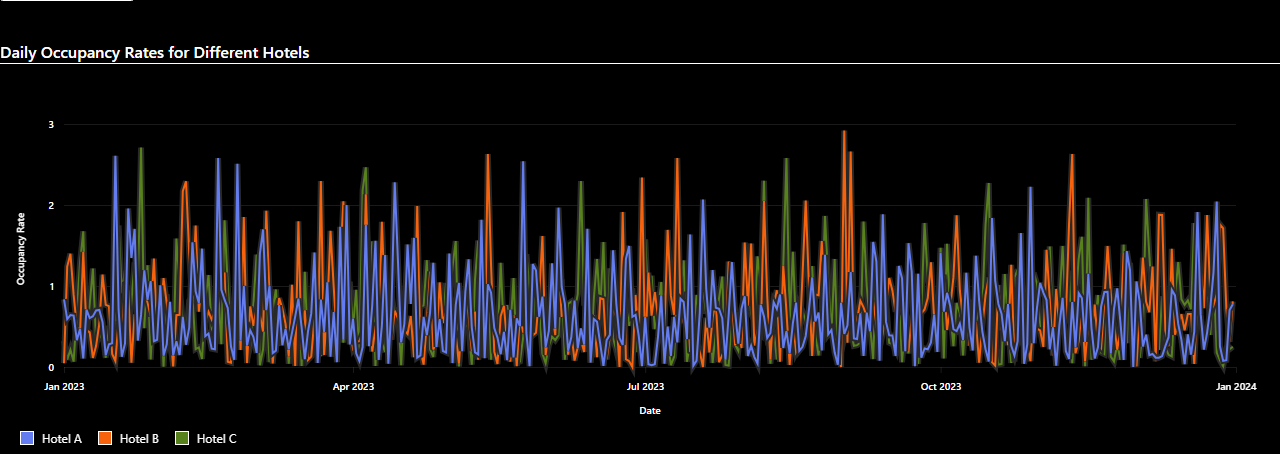 Daily Occupancy Rates for Different Hotels
3
2
1
0
Occupancy Rate
Jan 2023 Apr 2023 Jul 2023 Oct 2023 Jan 2024
Date
Hotel A Hotel B Hotel C